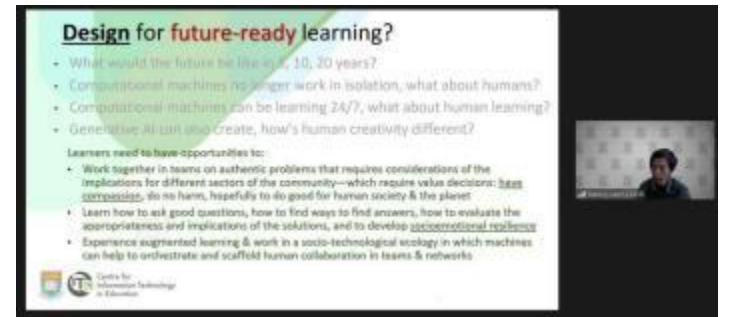 Design for future-ready learning?
• What would the future be like in 5, 10, 20 years?
• Computational machines no longer work in isolation, what about humans?
• Computational machines can be learning 24/7, what about human learning?
• Generative AI can also create, how's human creativity different?
Learners need to have opportunities to:
• Work together in teams on authentic problems that requires considerations of the
implications for different sectors of the community—which require value decisions: have
compassion, do no harm, hopefully to do good for human society & the planet
• Learn how to ask good questions, how to find ways to find answers, how to evaluate the
appropriateness and implications of the solutions, and to develop socioemotional resilience
• Experience augmented learning & work in a socio-technological ecology in which machines
can help to orchestrate and scaffold human collaboration in teams & networks
Centre for
Information Technology
in Education